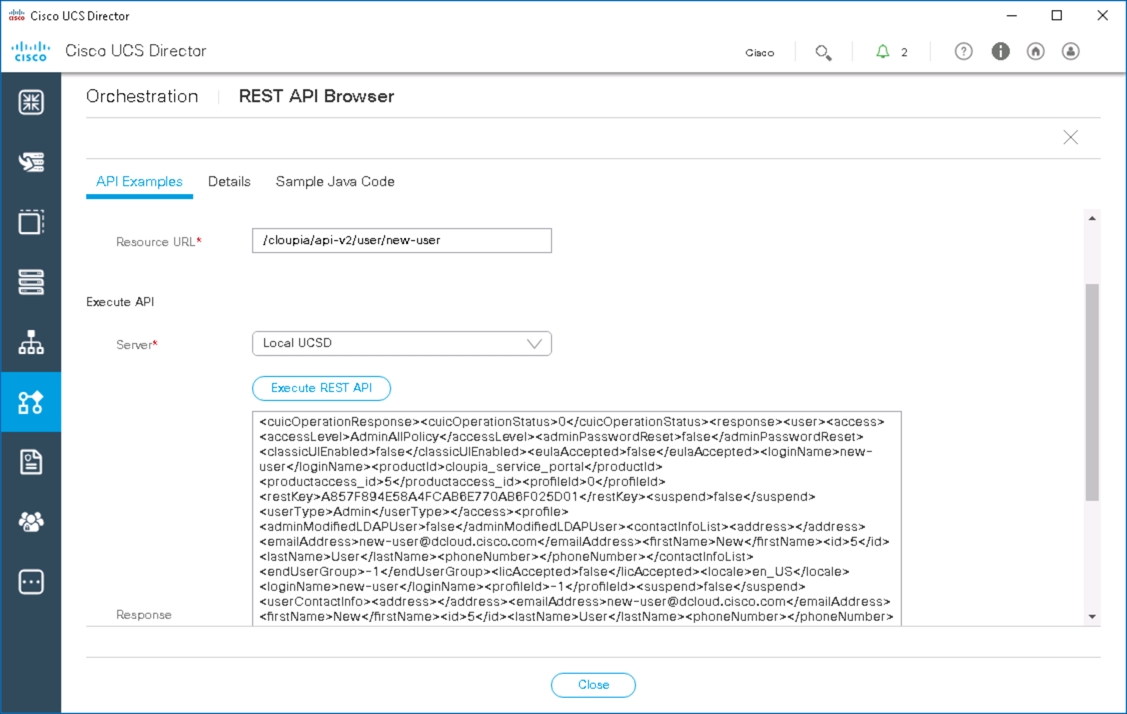 Cisco UCS Director
cisco Cisco UCS Director
Cisco
2
Orchestration REST API Browser
API Examples Details Sample Java Code
Resource URL* /cloupia/api-v2/user/new-user
Execute API
Server* Local UCSD
Execute REST API
<cuicOperationResponse><cuicOperationStatus>0</cuicOperationStatus><response><user><access>
<accessLevel>AdminAllPolicy</accessLevel><adminPasswordReset>false</adminPasswordReset>
<classicUIEnabled>false</classicUIEnabled><eulaAccepted>false</eulaAccepted><loginName>new-
user</loginName><productId>cloupia_service_portal</productId>
<productaccess_id>5</productaccess_id><profileId>0</profileId>
<restKey>A857F894E58A4FCAB6E770AB6F025D01</restKey><suspend>false</suspend>
<userType>Admin</userType></access><profile>
<adminModifiedLDAPUser>false</adminModifiedLDAPUser><contactInfoList><address></address>
<emailAddress>new-user@dcloud.cisco.com</emailAddress><firstName>New</firstName><id>5</id>
<lastName>User</lastName><phoneNumber></phoneNumber></contactInfoList>
<endUserGroup>-1</endUserGroup><licAccepted>false</licAccepted><locale>en_US</locale>
<loginName>new-user</loginName><profileId>-1</profileId><suspend>false</suspend>
<userContactInfo><address></address><emailAddress>new-user@dcloud.cisco.com</emailAddress>
Response <firstName>New</firstName><id>5</id><lastName>User</lastName><phoneNumber></phoneNumber>
Close